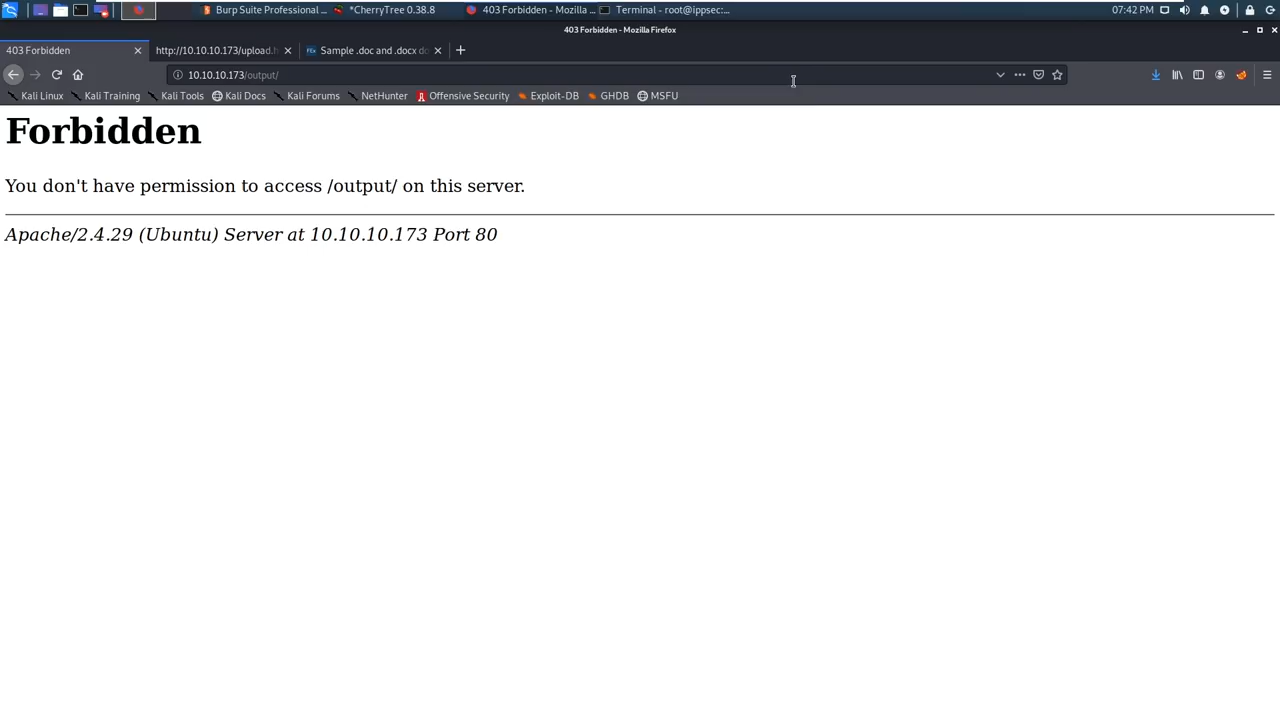 Burp Suite Professional ... *CherryTree 0.38.8 403 Forbidden - Mozilla ... Terminal - root@ippsec:... 07:42 PM
403 Forbidden - Mozilla Firefox
403 Forbidden http://10.10.10.173/upload.h Sample .doc and .docx do
10.10.10.173/output/
Kali Linux Kali Training Kali Tools Kali Docs Kali Forums NetHunter Offensive Security Exploit-DB GHDB MSFU
Forbidden
You don't have permission to access /output/ on this server.
Apache/2.4.29 (Ubuntu) Server at 10.10.10.173 Port 80